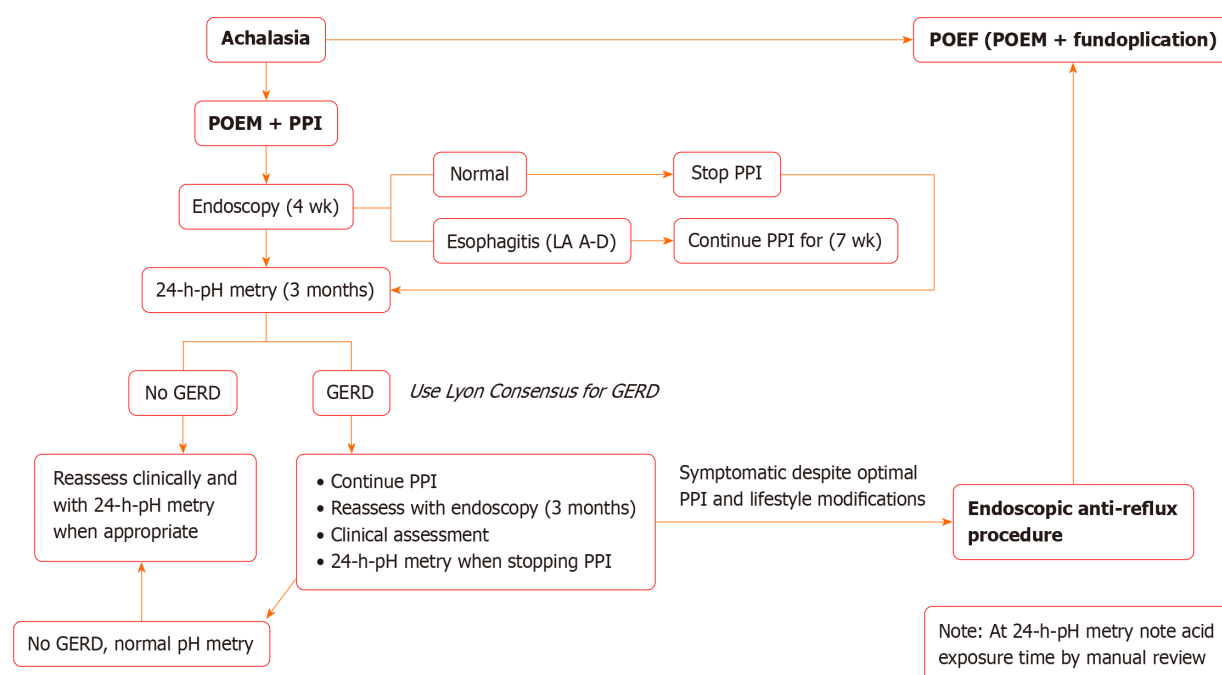 Achalasia
POEF (POEM + fundoplication)
POEM + PPI
Normal
Stop PPI
Endoscopy (4 wk)
Esophagitis (LA A-D)
Continue PPI for (7 wk)
24-h-pH metry (3 months)
No GERD
GERD
Use Lyon Consensus for GERD
Reassess clinically and
with 24-h-pH metry
when appropriate
• Continue PPI
• Reassess with endoscopy (3 months)
• Clinical assessment
• 24-h-pH metry when stopping PPI
Symptomatic despite optimal
PPI and lifestyle modifications
Endoscopic anti-reflux
procedure
No GERD, normal pH metry
Note: At 24-h-pH metry note acid
exposure time by manual review